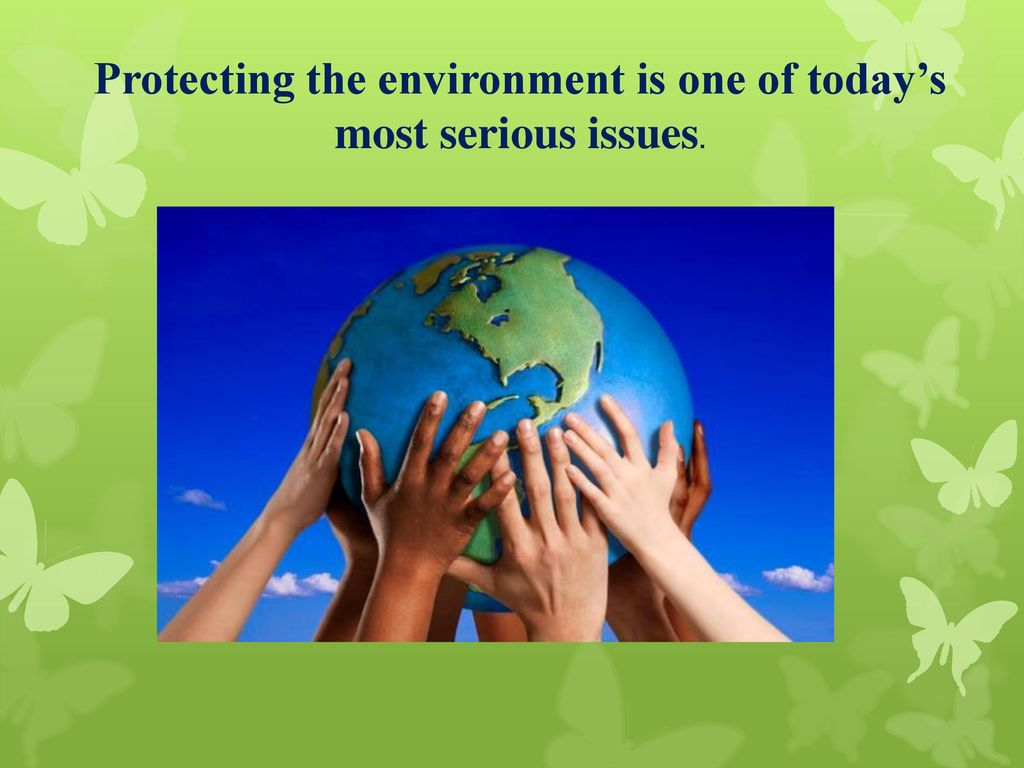 Protecting the environment is one of today’s
most serious issues.